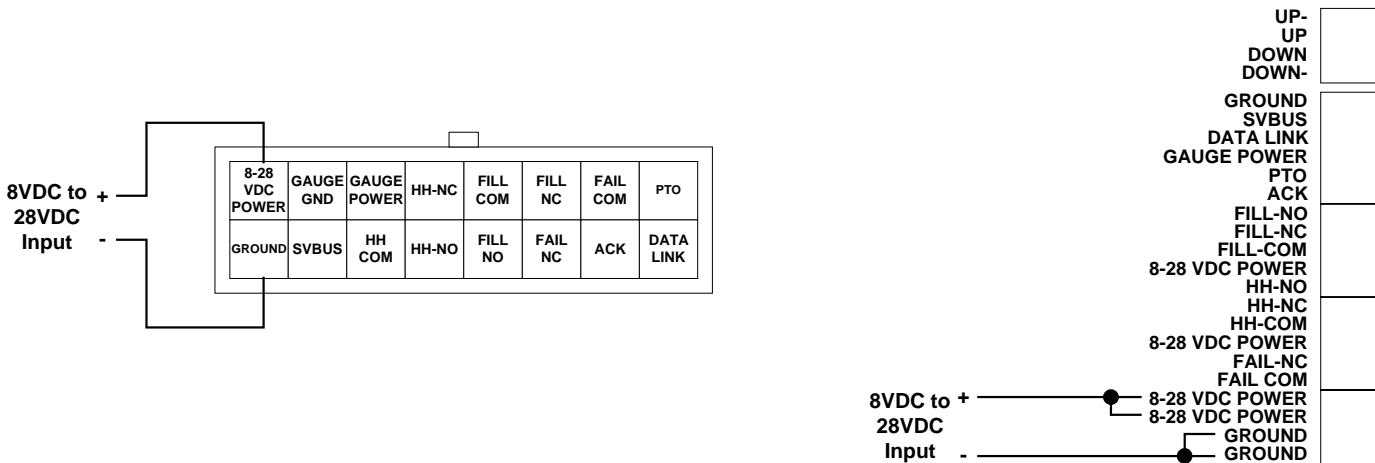 8VDC to +
28VDC
Input -
8-28
VDC
POWER
GAUGE
GND
GAUGE
POWER
HH-NC
FILL
COM
FILL
NC
FAIL
COM
PTO
GROUND
SVBUS
HH
COM
HH-NO
FILL
NO
FAIL
NC
ACK
DATA
LINK
UP-
UP
DOWN
DOWN-
GROUND
SVBUS
DATA LINK
GAUGE POWER
PTO
ACK
FILL-NO
FILL-NC
FILL-COM
8-28 VDC POWER
HH-NO
HH-NC
HH-COM
8-28 VDC POWER
FAIL-NC
FAIL COM
8-28 VDC POWER
8-28 VDC POWER
GROUND
GROUND
8VDC to +
28VDC
Input -